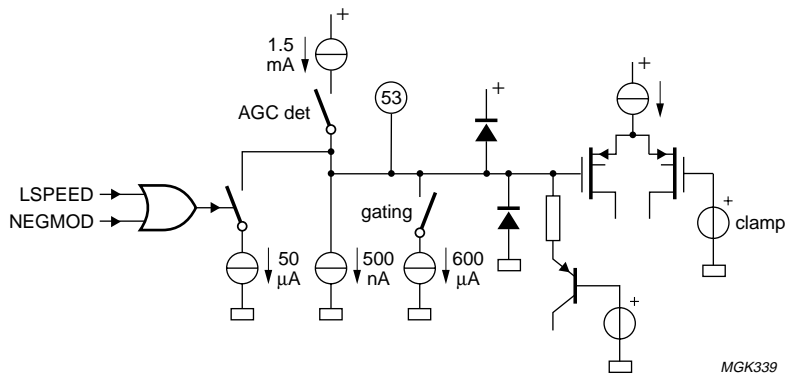 +
1.5
mA
AGC det
53
+
+
LSPEED
NEGMOD
gating
50
μA
500
nA
600
μA
+
clamp
+
MGK339